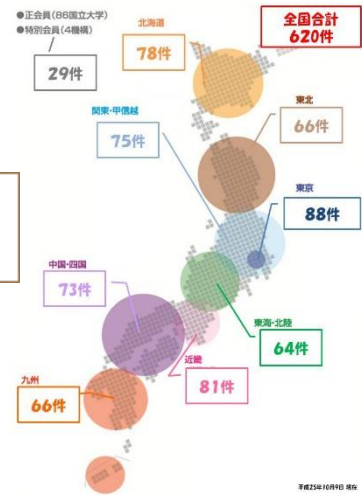 ●正会員(86国立大学)
●特別会員(4機構)
29件
北海道
78件
全国合計
620件
関東・甲信越
75件
東北
66件
東京
88件
中国・四国
73件
東海・北陸
64件
近畿
81件
九州
66件
平成25年10月9日 現在